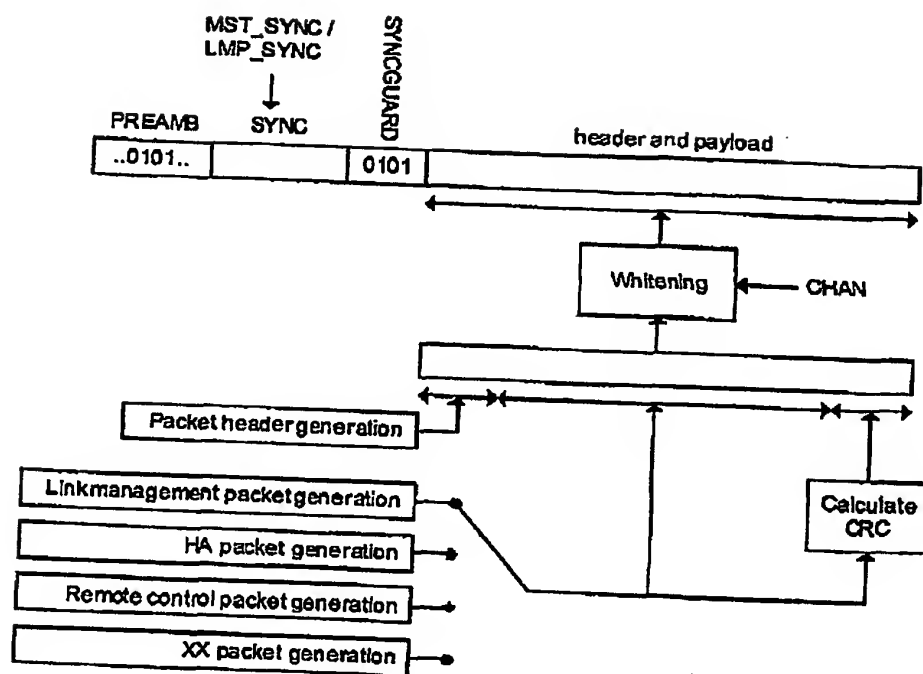 MST_SYNC /
LMP_SYNC
SYNCGUARD
PREAMB
SYNC
header and payload
..0101..
0101
Whitening
CHAN
Packet header generation
Linkmanagement packet generation
Calculate
CRC
HA packet generation
Remote control packet generation
XX packet generation